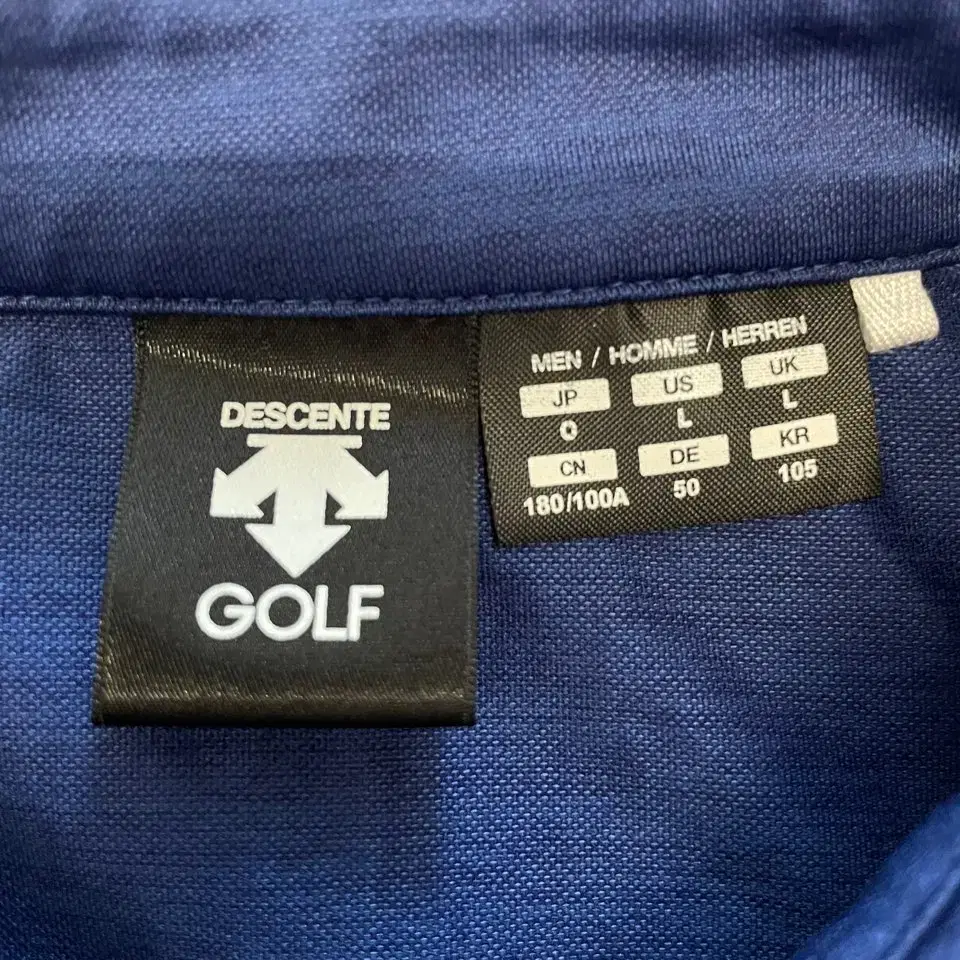 DESCENTE
GOLF
MEN / HOMME / HERREN
JP US UK
O L L
CN DE KR
180/100A 50 105